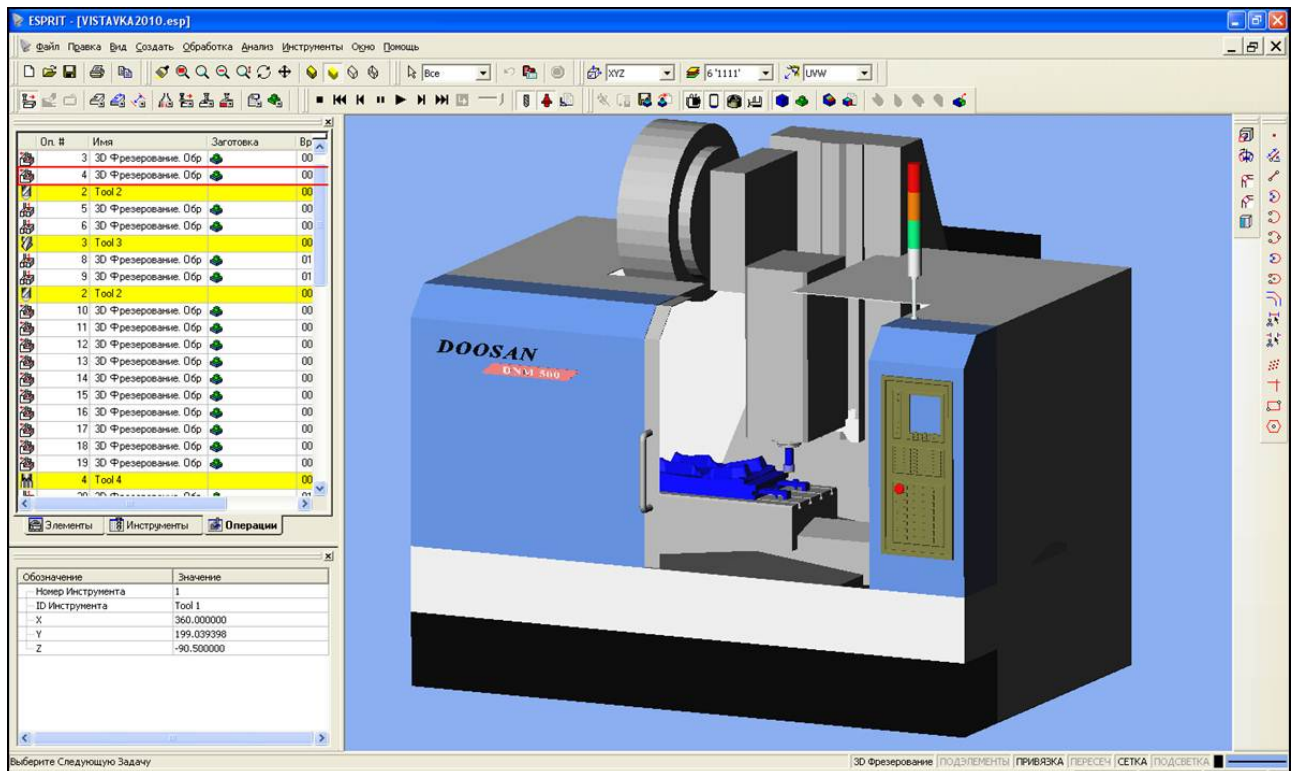 ESPRIT - [VISTAVKA2010.esp]
Файл Правка Вид Создать Обработка Анализ Инструменты Окно Помощь
Все XYZ 6 '1111' UVW
Оп. # Имя Заготовка Вр
3 3D Фрезерование. Обр 00
4 3D Фрезерование. Обр 00
2 Tool 2 00
5 3D Фрезерование. Обр 00
6 3D Фрезерование. Обр 00
3 Tool 3 00
8 3D Фрезерование. Обр 01
9 3D Фрезерование. Обр 01
2 Tool 2 00
10 3D Фрезерование. Обр 00
11 3D Фрезерование. Обр 00
12 3D Фрезерование. Обр 00
13 3D Фрезерование. Обр 00
14 3D Фрезерование. Обр 00
15 3D Фрезерование. Обр 00
16 3D Фрезерование. Обр 00
17 3D Фрезерование. Обр 00
18 3D Фрезерование. Обр 00
19 3D Фрезерование. Обр 00
4 Tool 4 00
Элементы Инструменты Операции
Обозначение Значение
Номер Инструмента 1
ID Инструмента Tool 1
X 360.000000
Y 199.039398
Z -90.500000
DOOSAN
DNM 500
Выберите Следующую Задачу
3D Фрезерование ПОДЭЛЕМЕНТЫ ПРИВЯЗКА ПЕРЕСЕЧ СЕТКА ПОДСВЕТКА